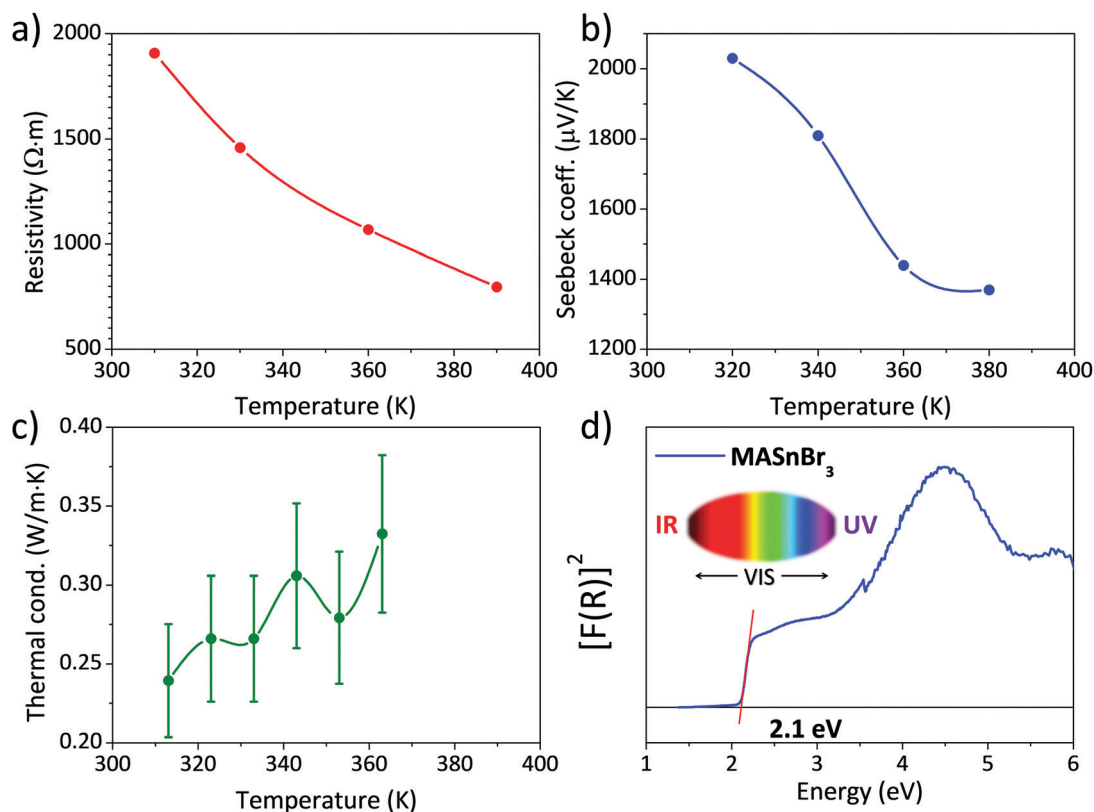 a)
2000
1500
1000
500
300 320 340 360 380 400
Resistivity (Ω·m)
Temperature (K)
b)
2000
1800
1600
1400
1200
300 320 340 360 380 400
Seebeck coeff. (μV/K)
Temperature (K)
c)
0.40
0.35
0.30
0.25
0.20
300 320 340 360 380 400
Thermal cond. (W/m·K)
Temperature (K)
d)
MASnBr₃
IR
UV
VIS
2.1 eV
[F(R)]²
1 2 3 4 5 6
Energy (eV)